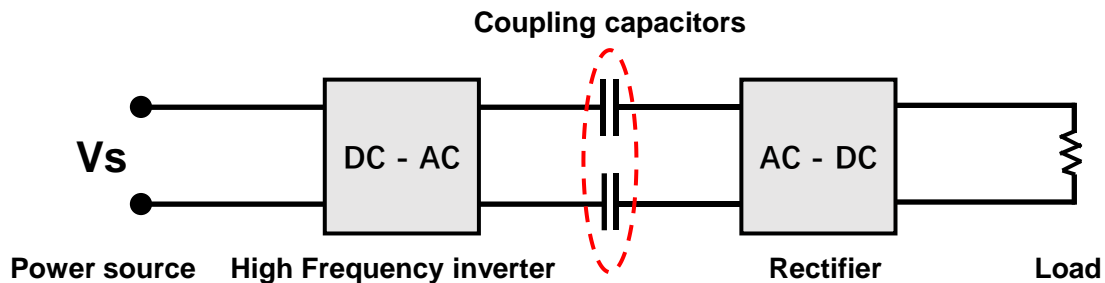 Coupling capacitors
Vs
DC - AC
AC - DC
Power source
High Frequency inverter
Rectifier
Load